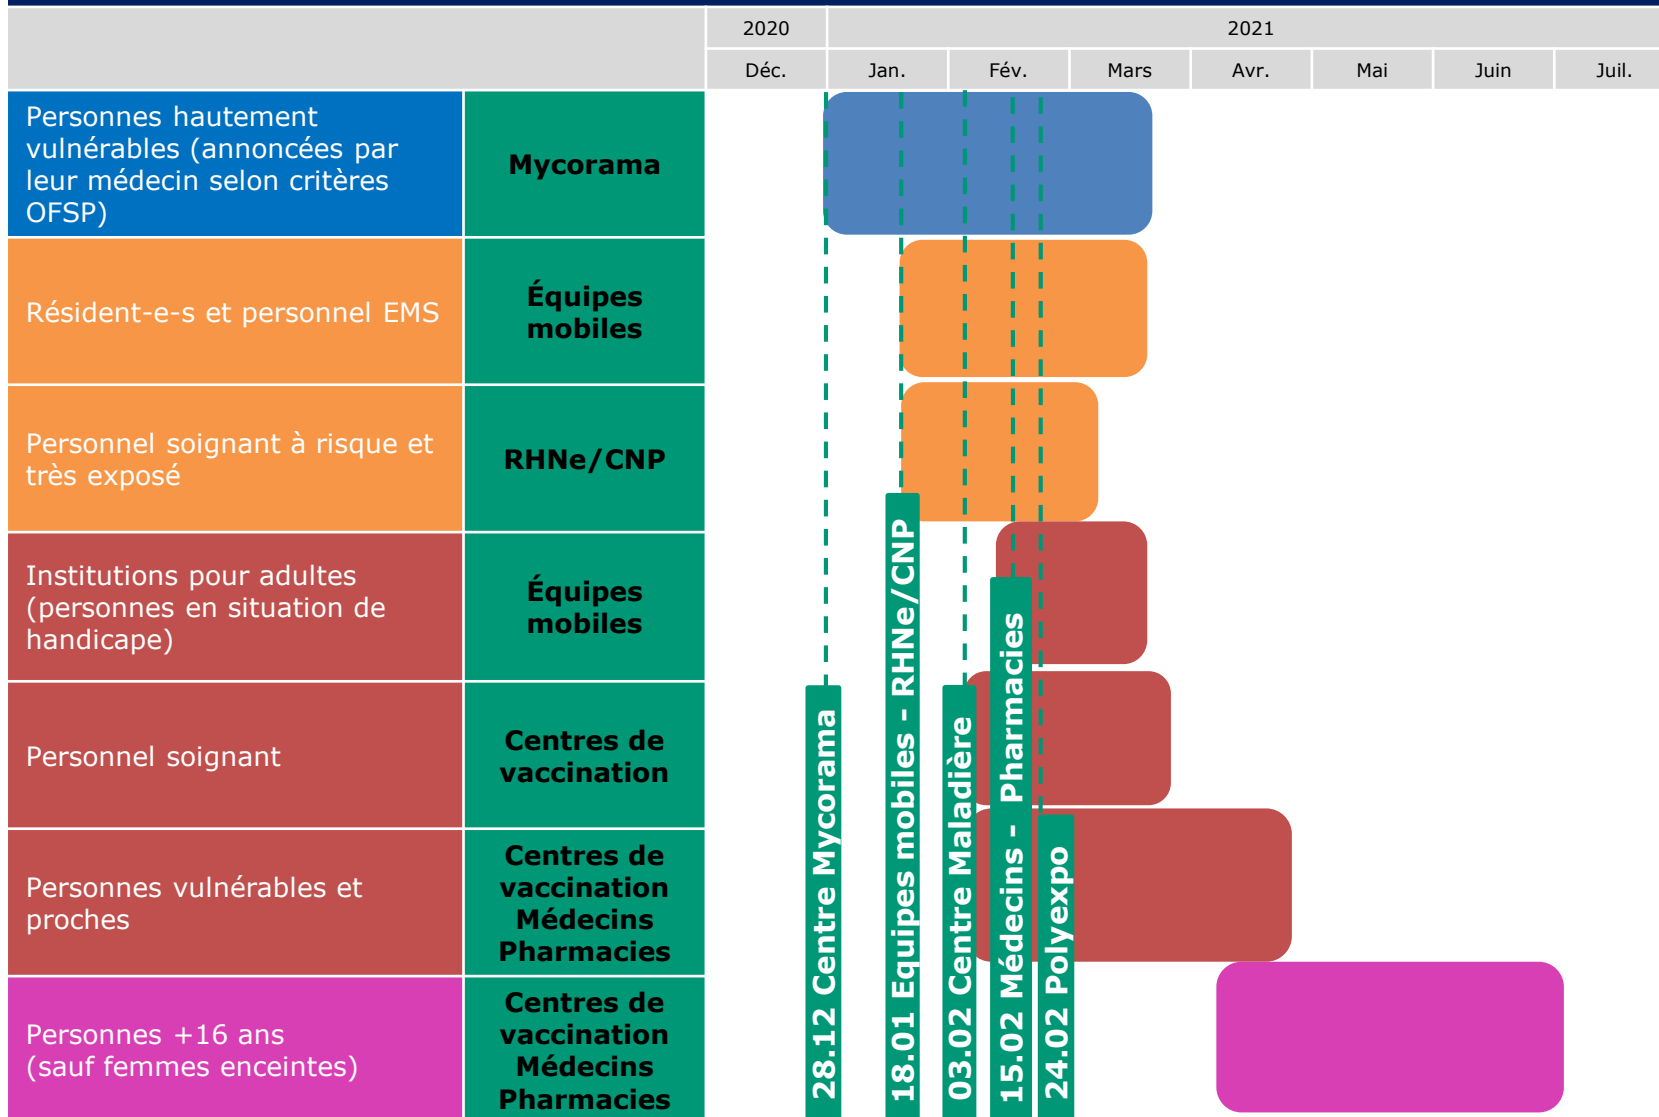 2020
2021
Déc.
Jan.
Fév.
Mars
Avr.
Mai
Juin
Juil.
Personnes hautement
vulnérables (annoncées par
leur médecin selon critères
OFSP)
Mycorama
Résident-e-s et personnel EMS
Équipes
mobiles
Personnel soignant à risque et
très exposé
RHNe/CNP
Institutions pour adultes
(personnes en situation de
handicape)
Équipes
mobiles
Personnel soignant
Centres de
vaccination
Personnes vulnérables et
proches
Centres de
vaccination
Médecins
Pharmacies
Personnes +16 ans
(sauf femmes enceintes)
Centres de
vaccination
Médecins
Pharmacies
28.12 Centre Mycorama
18.01 Equipes mobiles - RHNe/CNP
03.02 Centre Maladière
15.02 Médecins - Pharmacies
24.02 Polyexpo